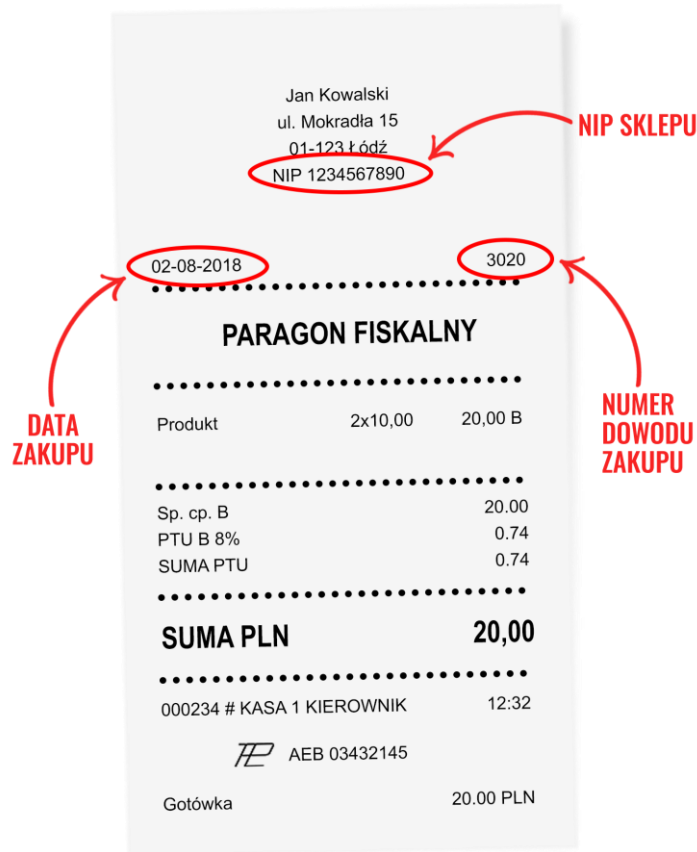 Jan Kowalski
ul. Mokradła 15
01-123 Łódź
NIP 1234567890
NIP SKLEPU
02-08-2018 3020
PARAGON FISKALNY
DATA
ZAKUPU
NUMER
DOWODU
ZAKUPU
Produkt 2x10,00 20,00 B
Sp. cp. B 20.00
PTU B 8% 0.74
SUMA PTU 0.74
SUMA PLN 20,00
000234 # KASA 1 KIEROWNIK 12:32
AEB 03432145
Gotówka 20.00 PLN